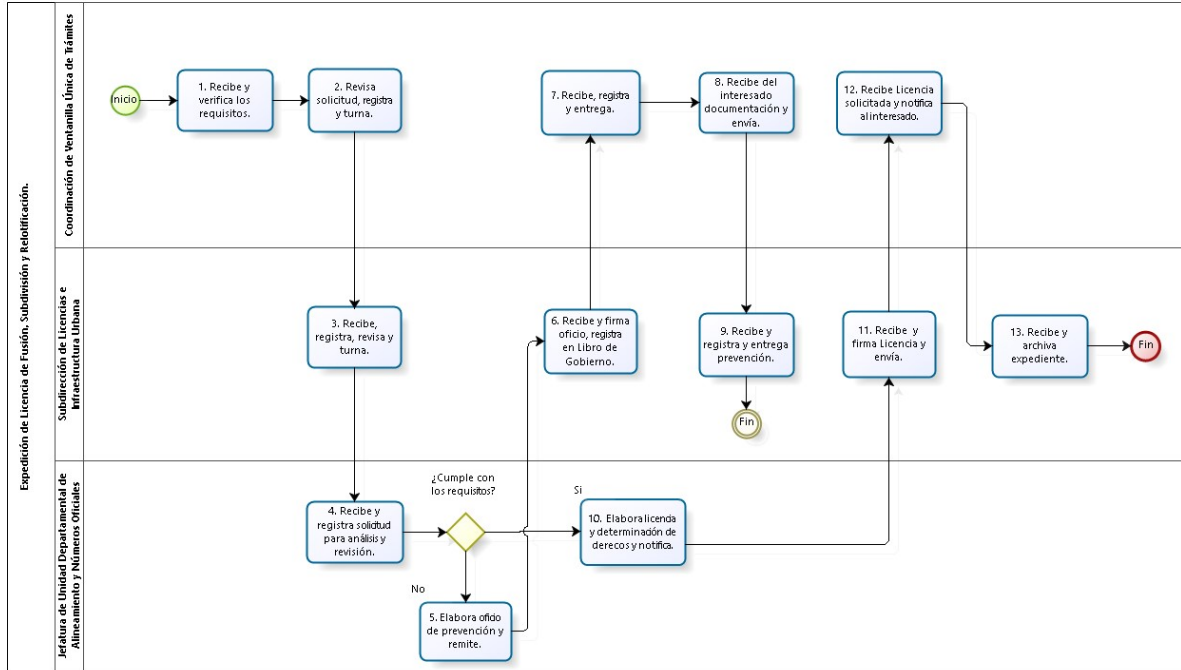 Expedición de Licencia de Fusión, Subdivisión y Relotificación.
Coordinación de Ventanilla Única de Trámites
Inicio
1. Recibe y
verifica los
requisitos.
2. Revisa
solicitud, registra
y turna.
7. Recibe, registra
y entrega.
8. Recibe del
interesado
documentación y
envía.
12. Recibe Licencia
solicitada y notifica
al interesado.
Subdirección de Licencias e
Infraestructura Urbana
3. Recibe,
registra, revisa y
turna.
6. Recibe y firma
oficio, registra
en Libro de
Gobierno.
9. Recibe y
registra y entrega
prevención.
Fin
11. Recibe y
firma Licencia y
envía.
13. Recibe y
archiva
expediente.
Fin
Jefatura de Unidad Departamental de
Alineamiento y Números Oficiales
4. Recibe y
registra solicitud
para análisis y
revisión.
¿Cumple con
los requisitos?
Si
10. Elabora licencia
y determinación de
derecos y notifica.
No
5. Elabora oficio
de prevención y
remite.